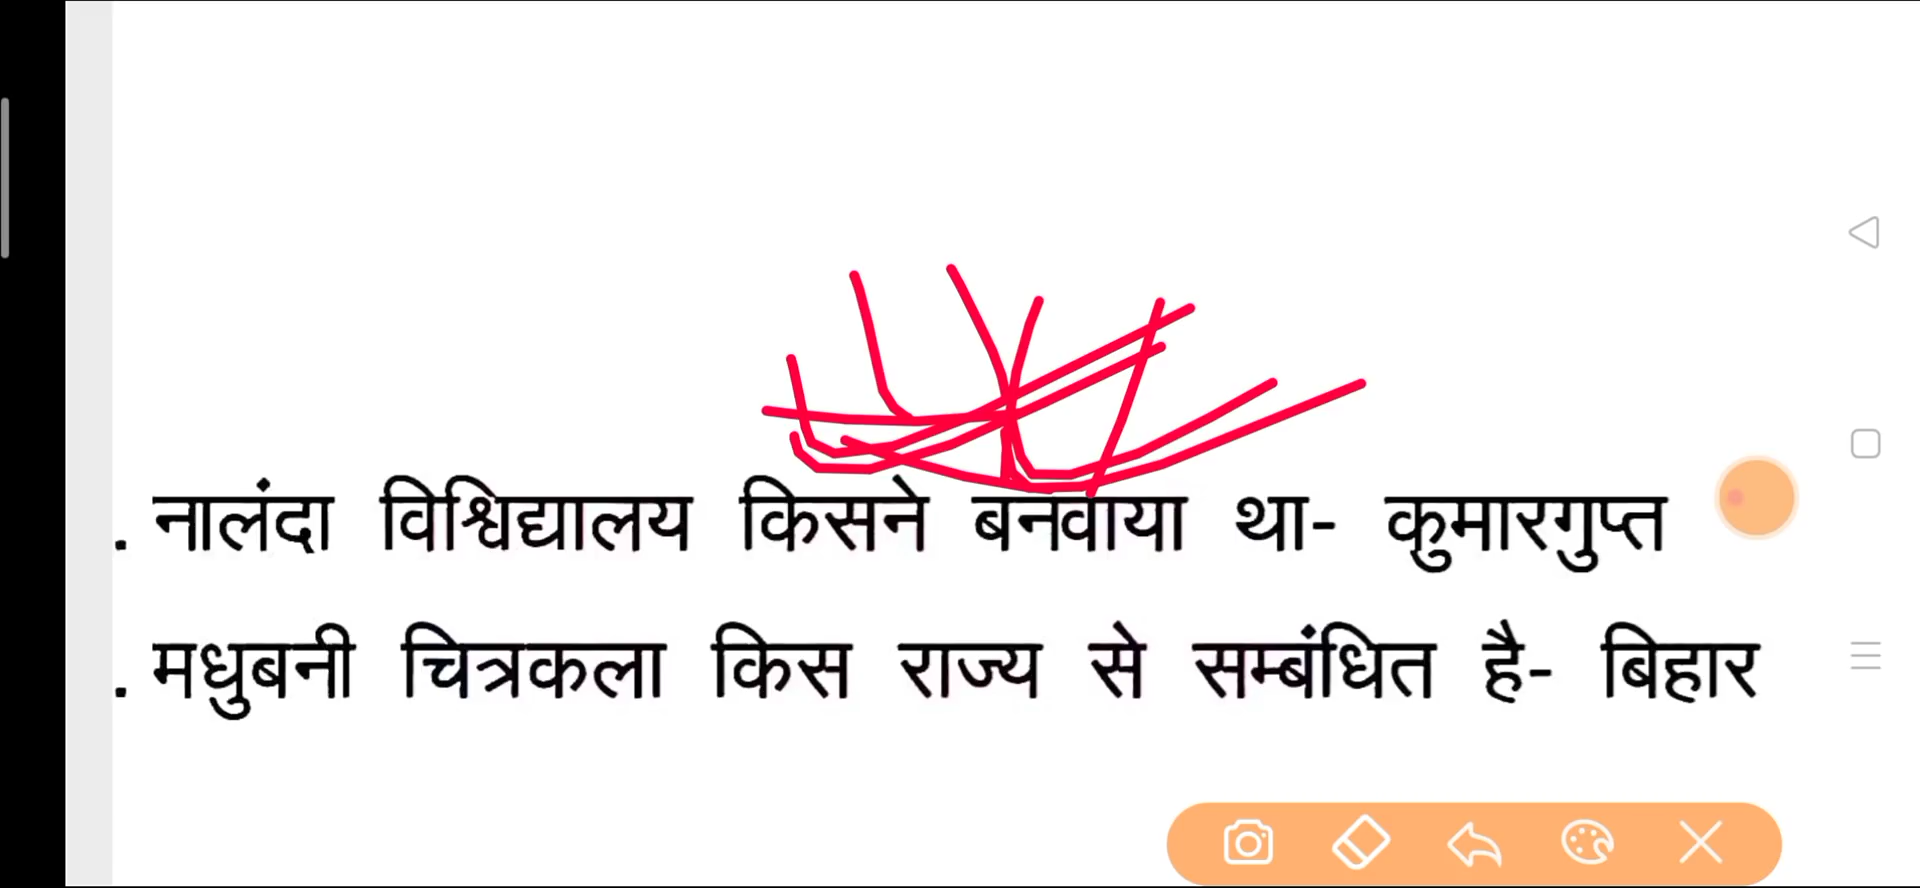 . नालंदा विश्विद्यालय किसने बनवाया था- कुमारगुप्त
. मधुबनी चित्रकला किस राज्य से सम्बंधित है- बिहार